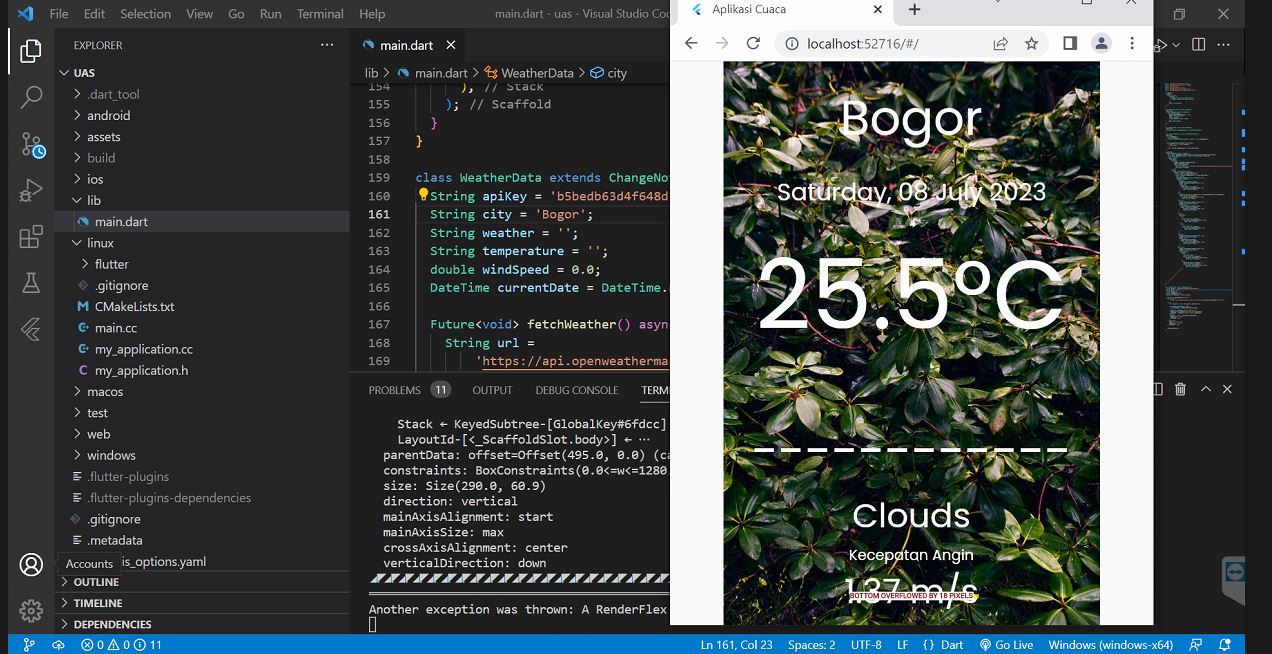 File Edit Selection View Go Run Terminal Help
main.dart - uas - Visual Studio Co
EXPLORER
UAS
.dart_tool
android
assets
build
ios
lib
main.dart
linux
flutter
.gitignore
CMakeLists.txt
main.cc
my_application.cc
my_application.h
macos
test
web
windows
.flutter-plugins
.flutter-plugins-dependencies
.gitignore
.metadata
is_options.yaml
Accounts
OUTLINE
TIMELINE
DEPENDENCIES
main.dart
lib > main.dart > WeatherData > city
154 ), // Stack
155 ); // Scaffold
156 }
157 }
158
159 class WeatherData extends ChangeNo
160 String apiKey = 'b5bedb63d4f648d
161 String city = 'Bogor';
162 String weather = '';
163 String temperature = '';
164 double windSpeed = 0.0;
165 DateTime currentDate = DateTime.
166
167 Future<void> fetchWeather() asyn
168 String url =
169 'https://api.openweatherma
PROBLEMS 11 OUTPUT DEBUG CONSOLE TERM
Stack ← KeyedSubtree-[GlobalKey#6fdcc]
LayoutId-[<_ScaffoldSlot.body>] ← ⋯
parentData: offset=Offset(495.0, 0.0) (ca
constraints: BoxConstraints(0.0<=w<=1280
size: Size(290.0, 60.9)
direction: vertical
mainAxisAlignment: start
mainAxisSize: max
crossAxisAlignment: center
verticalDirection: down
Another exception was thrown: A RenderFlex
Aplikasi Cuaca
localhost:52716/#/
Bogor
Saturday, 08 July 2023
25.5°C
Clouds
Kecepatan Angin
1.37 m/s
BOTTOM OVERFLOWED BY 18 PIXELS
0 0 11
Ln 161, Col 23 Spaces: 2 UTF-8 LF {} Dart Go Live Windows (windows-x64)